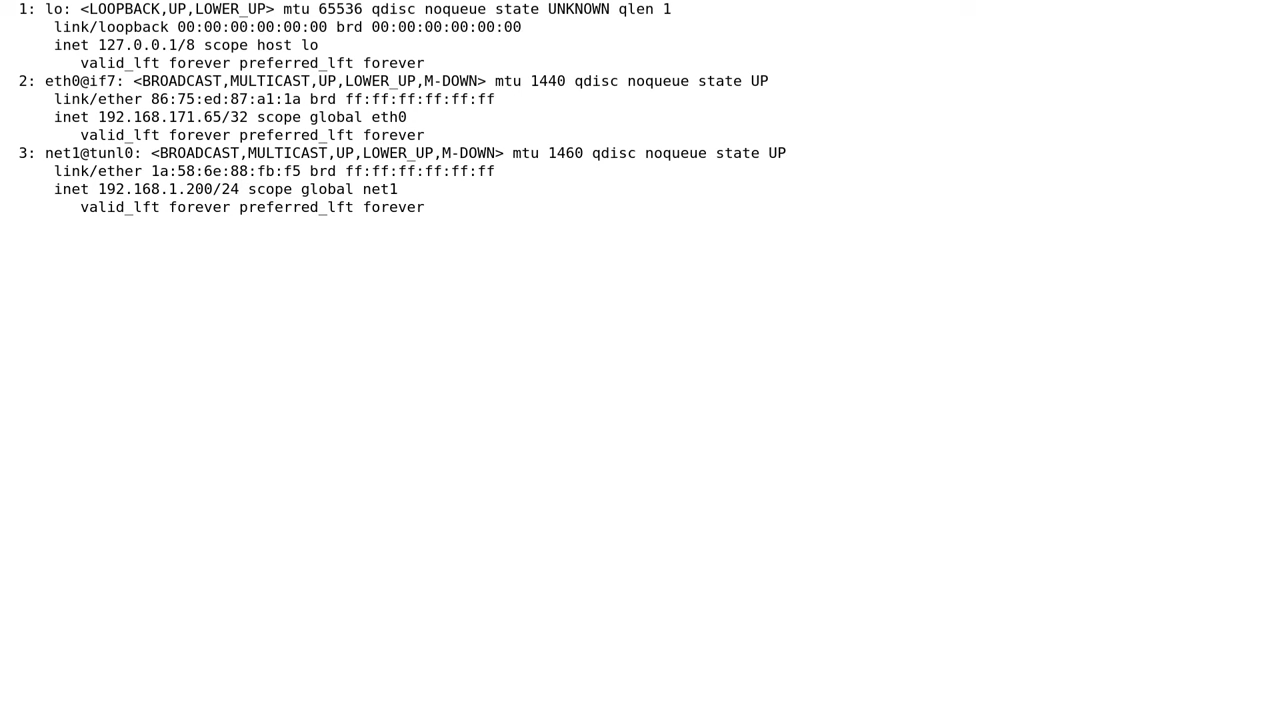 1: lo: <LOOPBACK,UP,LOWER_UP> mtu 65536 qdisc noqueue state UNKNOWN qlen 1
    link/loopback 00:00:00:00:00:00 brd 00:00:00:00:00:00
    inet 127.0.0.1/8 scope host lo
       valid_lft forever preferred_lft forever
2: eth0@if7: <BROADCAST,MULTICAST,UP,LOWER_UP,M-DOWN> mtu 1440 qdisc noqueue state UP
    link/ether 86:75:ed:87:a1:1a brd ff:ff:ff:ff:ff:ff
    inet 192.168.171.65/32 scope global eth0
       valid_lft forever preferred_lft forever
3: net1@tunl0: <BROADCAST,MULTICAST,UP,LOWER_UP,M-DOWN> mtu 1460 qdisc noqueue state UP
    link/ether 1a:58:6e:88:fb:f5 brd ff:ff:ff:ff:ff:ff
    inet 192.168.1.200/24 scope global net1
       valid_lft forever preferred_lft forever